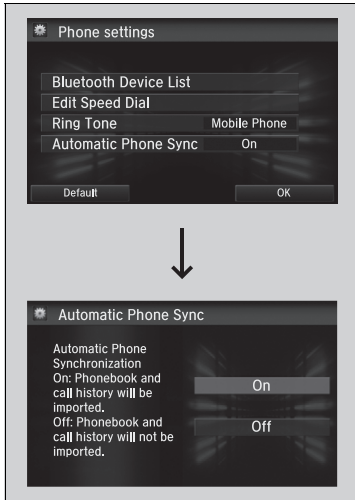 Phone settings
Bluetooth Device List
Edit Speed Dial
Ring Tone Mobile Phone
Automatic Phone Sync On
Default OK
Automatic Phone Sync
Automatic Phone
Synchronization
On: Phonebook and
call history will be
imported.
Off: Phonebook and
call history will not be
imported.
On
Off